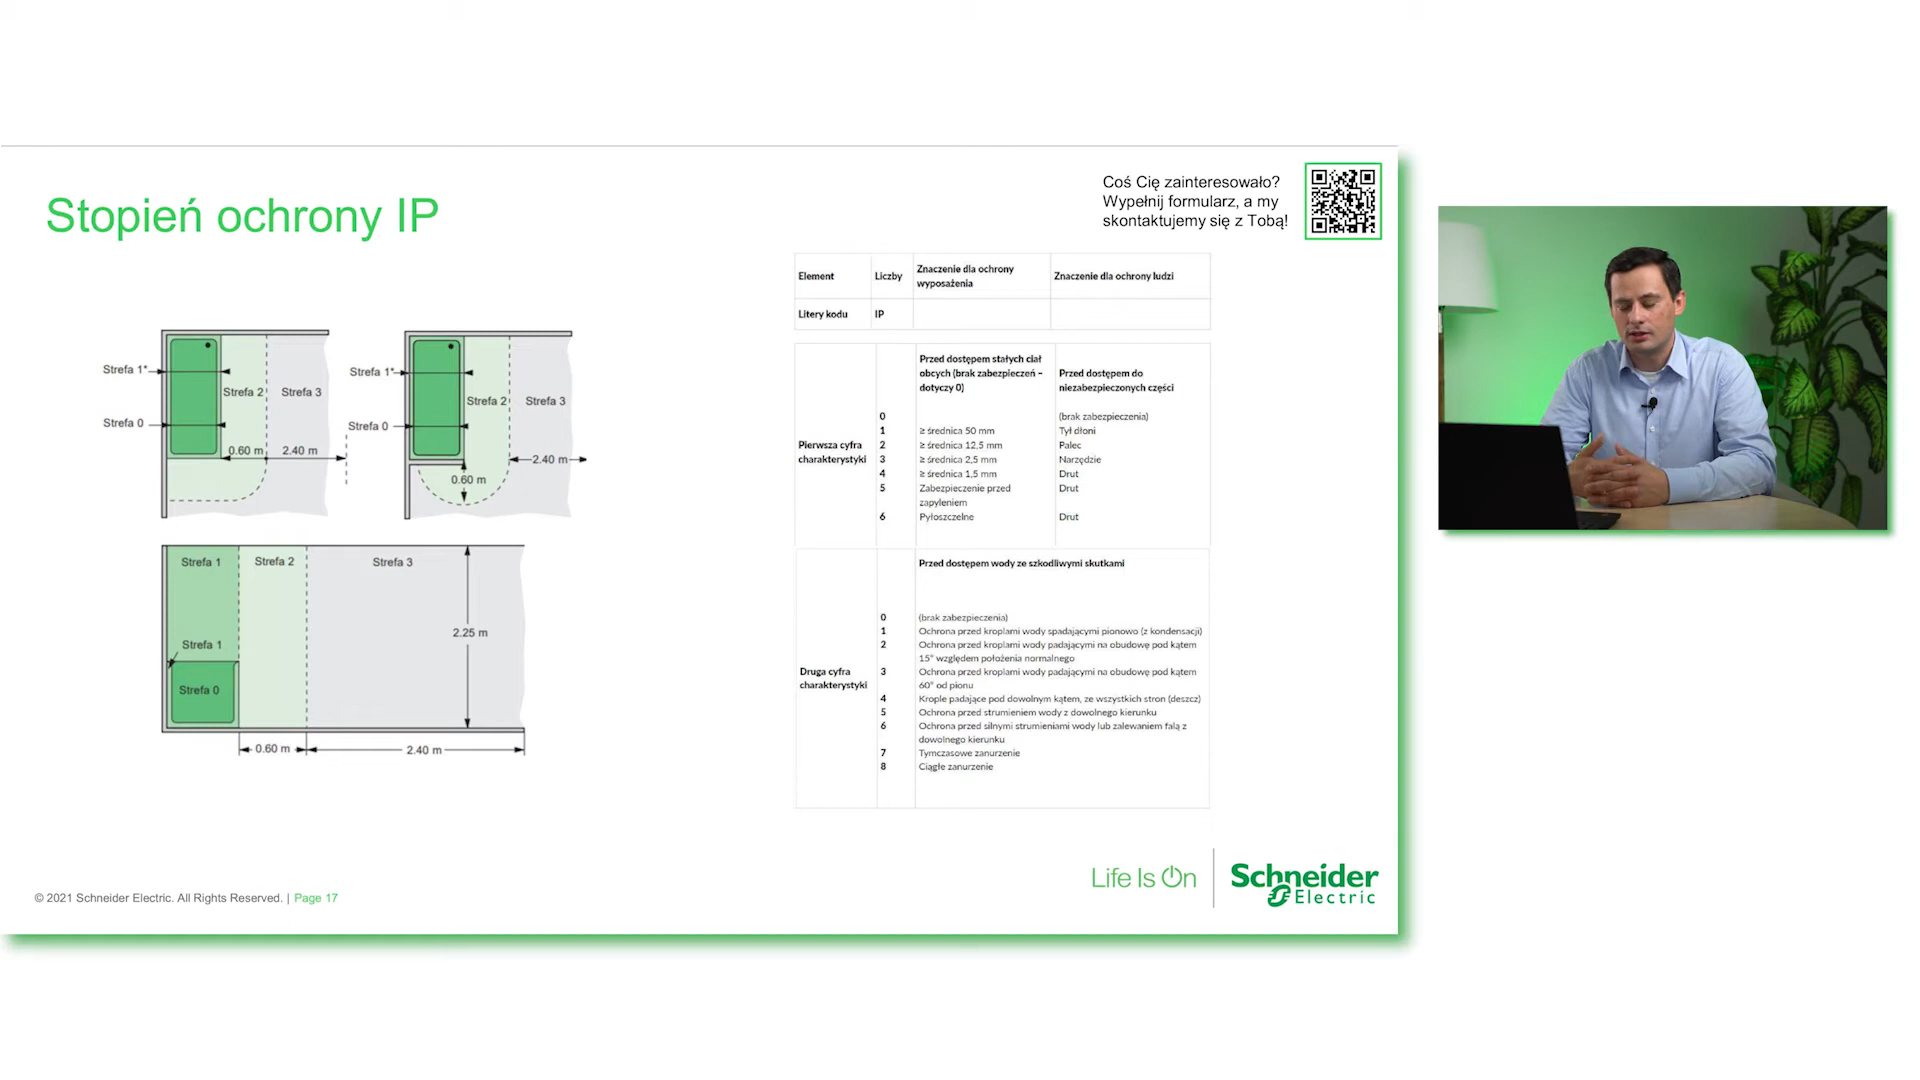 Coś Cię zainteresowało?
Wypełnij formularz, a my
skontaktujemy się z Tobą!
Stopień ochrony IP
Strefa 1*
Strefa 2
Strefa 3
Strefa 0
0.60 m
2.40 m
Strefa 1*
Strefa 2
Strefa 3
Strefa 0
2.40 m
0.60 m
Strefa 1
Strefa 2
Strefa 3
2.25 m
Strefa 1
Strefa 0
0.60 m
2.40 m
Element
Liczby
Znaczenie dla ochrony
wyposażenia
Znaczenie dla ochrony ludzi
Litery kodu
IP
Pierwsza cyfra
charakterystyki
Przed dostępem stałych ciał
obcych (brak zabezpieczeń –
dotyczy 0)
Przed dostępem do
niezabezpieczonych części
0 (brak zabezpieczenia)
1 ≥ średnica 50 mm Tył dłoni
2 ≥ średnica 12,5 mm Palec
3 ≥ średnica 2,5 mm Narzędzie
4 ≥ średnica 1,5 mm Drut
5 Zabezpieczenie przed Drut
zapyleniem
6 Pyłoszczelne Drut
Druga cyfra
charakterystyki
Przed dostępem wody ze szkodliwymi skutkami
0 (brak zabezpieczenia)
1 Ochrona przed kroplami wody spadającymi pionowo (z kondensacji)
2 Ochrona przed kroplami wody padającymi na obudowę pod kątem
15° względem położenia normalnego
3 Ochrona przed kroplami wody padającymi na obudowę pod kątem
60° od pionu
4 Krople padające pod dowolnym kątem, ze wszystkich stron (deszcz)
5 Ochrona przed strumieniem wody z dowolnego kierunku
6 Ochrona przed silnymi strumieniami wody lub zalewaniem falą z
dowolnego kierunku
7 Tymczasowe zanurzenie
8 Ciągłe zanurzenie
Life Is On
Schneider
Electric
© 2021 Schneider Electric. All Rights Reserved. | Page 17